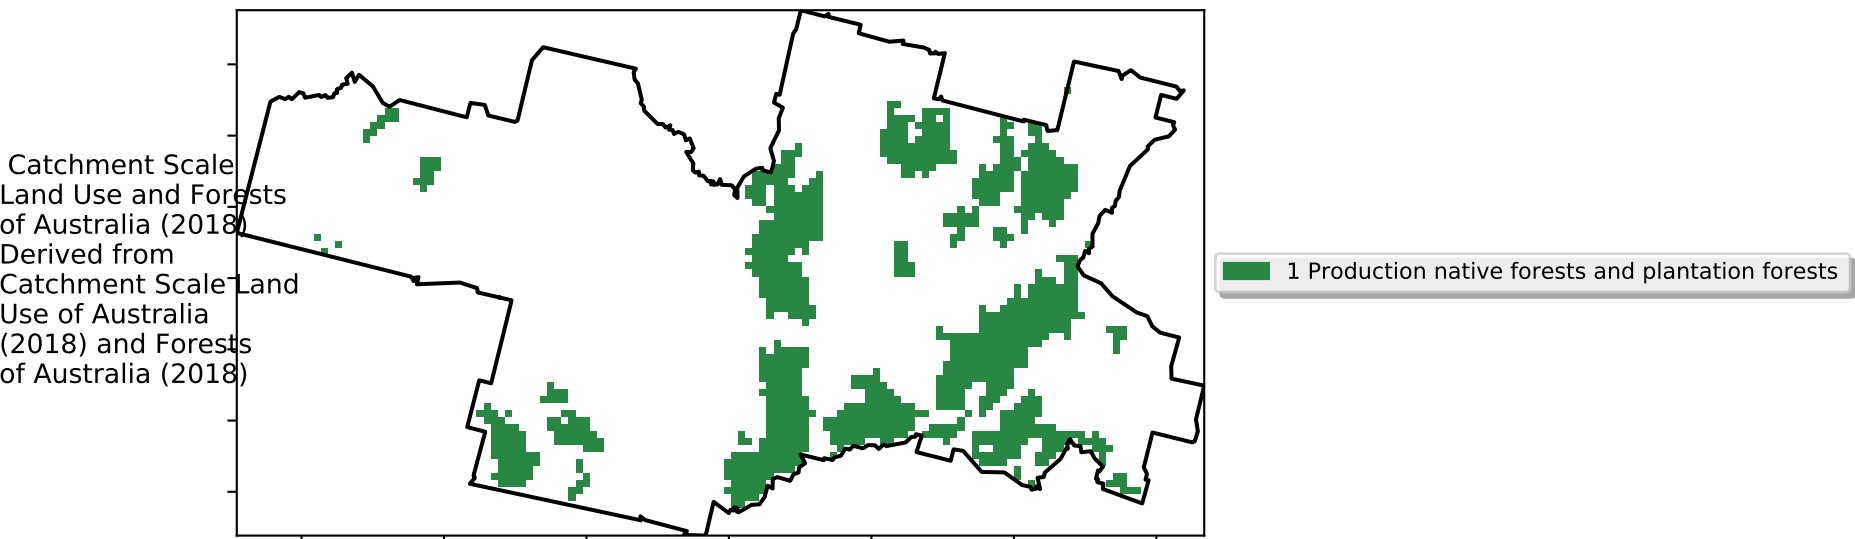 Catchment Scale
Land Use and Forests
of Australia (2018)
Derived from
Catchment Scale Land
Use of Australia
(2018) and Forests
of Australia (2018)
1 Production native forests and plantation forests